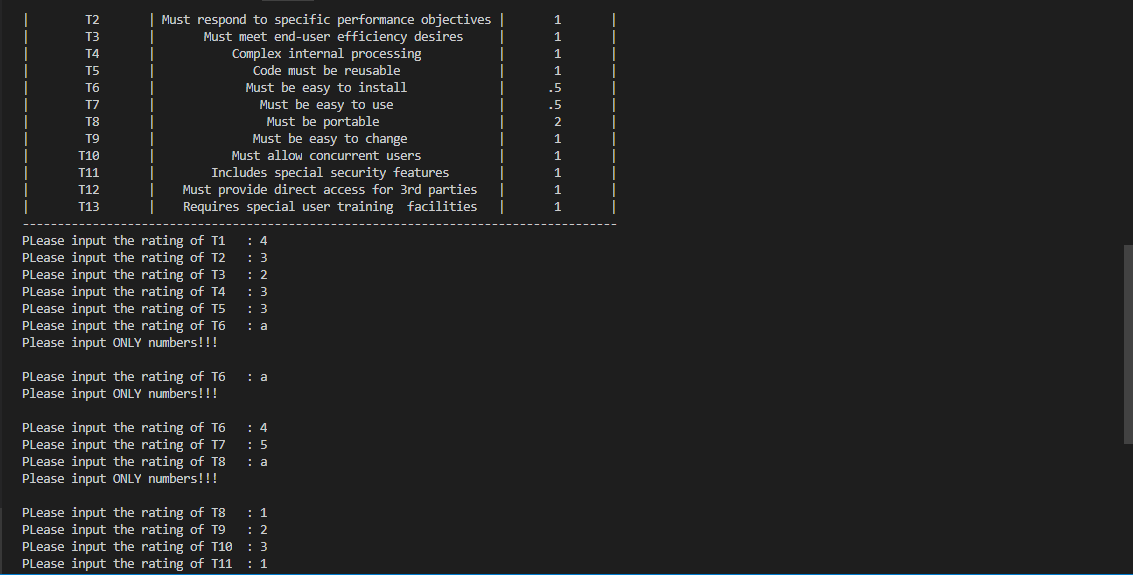 | T2 | Must respond to specific performance objectives | 1 |
| T3 | Must meet end-user efficiency desires | 1 |
| T4 | Complex internal processing | 1 |
| T5 | Code must be reusable | 1 |
| T6 | Must be easy to install | .5 |
| T7 | Must be easy to use | .5 |
| T8 | Must be portable | 2 |
| T9 | Must be easy to change | 1 |
| T10 | Must allow concurrent users | 1 |
| T11 | Includes special security features | 1 |
| T12 | Must provide direct access for 3rd parties | 1 |
| T13 | Requires special user training  facilities | 1 |
-------------------------------------------------------------------------------------
PLease input the rating of T1   : 4
PLease input the rating of T2   : 3
PLease input the rating of T3   : 2
PLease input the rating of T4   : 3
PLease input the rating of T5   : 3
PLease input the rating of T6   : a
Please input ONLY numbers!!!
PLease input the rating of T6   : a
Please input ONLY numbers!!!
PLease input the rating of T6   : 4
PLease input the rating of T7   : 5
PLease input the rating of T8   : a
Please input ONLY numbers!!!
PLease input the rating of T8   : 1
PLease input the rating of T9   : 2
PLease input the rating of T10  : 3
PLease input the rating of T11  : 1